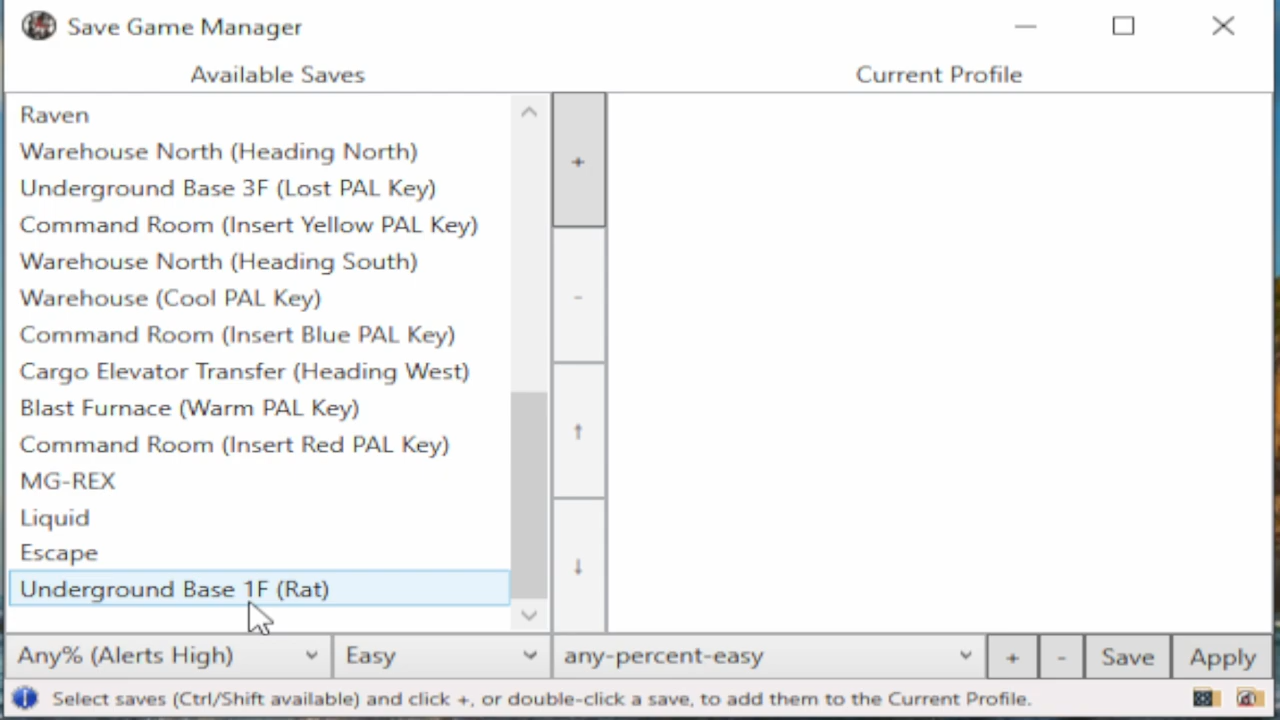 Save Game Manager
Available Saves
Current Profile
Raven
Warehouse North (Heading North)
Underground Base 3F (Lost PAL Key)
Command Room (Insert Yellow PAL Key)
Warehouse North (Heading South)
Warehouse (Cool PAL Key)
Command Room (Insert Blue PAL Key)
Cargo Elevator Transfer (Heading West)
Blast Furnace (Warm PAL Key)
Command Room (Insert Red PAL Key)
MG-REX
Liquid
Escape
Underground Base 1F (Rat)
+
-
↑
↓
Any% (Alerts High)
Easy
any-percent-easy
+
-
Save
Apply
Select saves (Ctrl/Shift available) and click +, or double-click a save, to add them to the Current Profile.